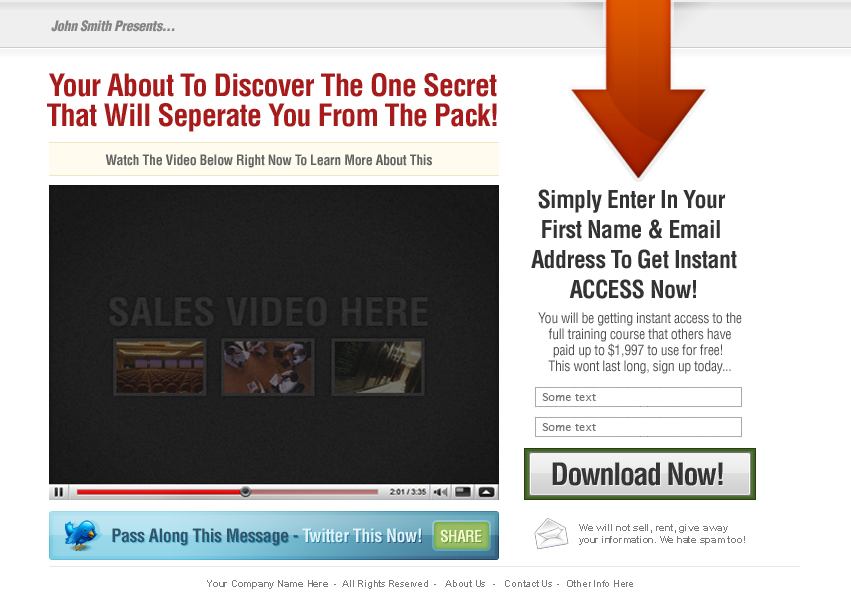 John Smith Presents...
Your About To Discover The One Secret
That Will Seperate You From The Pack!
Watch The Video Below Right Now To Learn More About This
SALES VIDEO HERE
2:01 / 3:35
Pass Along This Message - Twitter This Now!
SHARE
Simply Enter In Your
First Name & Email
Address To Get Instant
ACCESS Now!
You will be getting instant access to the
full training course that others have
paid up to $1,997 to use for free!
This wont last long, sign up today...
Some text
Some text
Download Now!
We will not sell, rent, give away
your information. We hate spam too!
Your Company Name Here - All Rights Reserved - About Us - Contact Us - Other Info Here